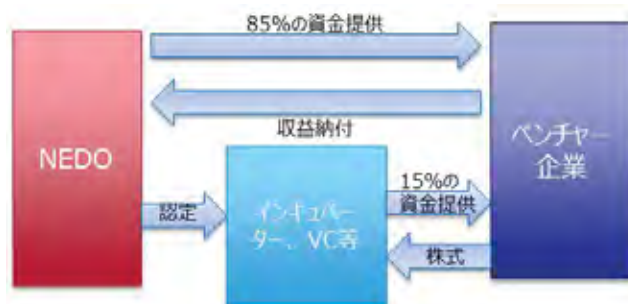 85%の資金提供
収益納付
NEDO
ベンチャー
企業
認定
インキュベー
ター、VC等
15%の
資金提供
株式